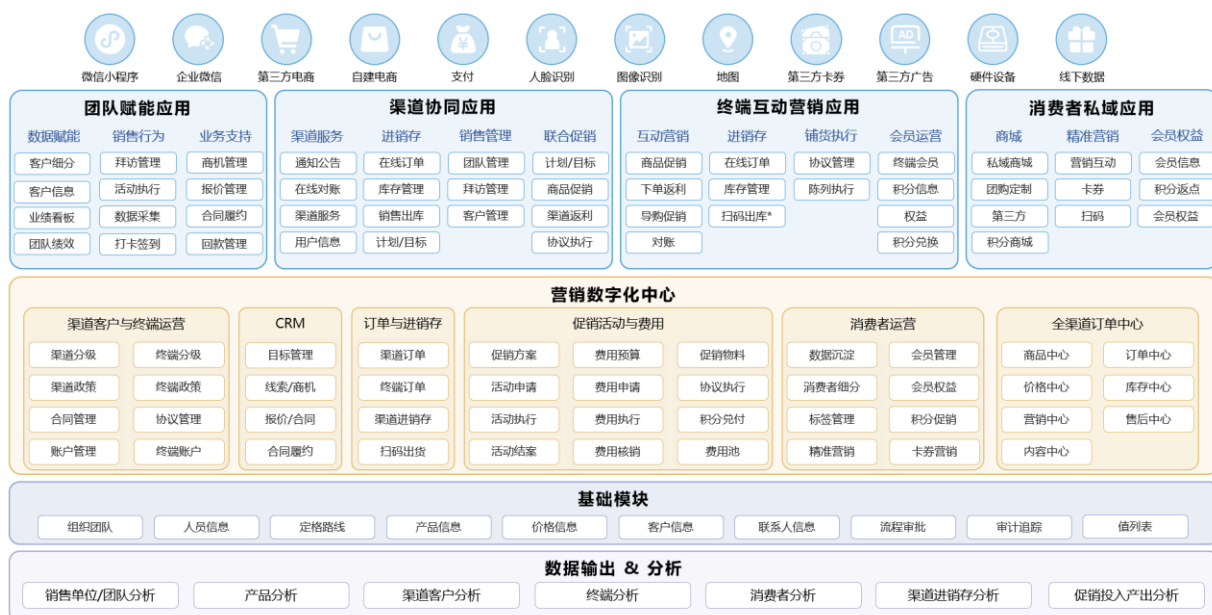 AD
微信小程序 企业微信 第三方电商 自建电商 支付 人脸识别 图像识别 地图 第三方卡券 第三方广告 硬件设备 线下数据
团队赋能应用
数据赋能 销售行为 业务支持
客户细分 拜访管理 商机管理
客户信息 活动执行 报价管理
业绩看板 数据采集 合同履约
团队绩效 打卡签到 回款管理
渠道协同应用
渠道服务 进销存 销售管理 联合促销
通知公告 在线订单 团队管理 计划/目标
在线对账 库存管理 拜访管理 商品促销
渠道服务 销售出库 客户管理 渠道返利
用户信息 计划/目标 协议执行
终端互动营销应用
互动营销 进销存 铺货执行 会员运营
商品促销 在线订单 协议管理 终端会员
下单返利 库存管理 陈列执行 积分信息
导购促销 扫码出库* 权益
对账 积分兑换
消费者私域应用
商城 精准营销 会员权益
私域商城 营销互动 会员信息
团购定制 卡券 积分返点
第三方 扫码 会员权益
积分商城
营销数字化中心
渠道客户与终端运营
渠道分级 终端分级
渠道政策 终端政策
合同管理 协议管理
账户管理 终端账户
CRM
目标管理
线索/商机
报价/合同
合同履约
订单与进销存
渠道订单
终端订单
渠道进销存
扫码出货
促销活动与费用
促销方案 费用预算 促销物料
活动申请 费用申请 协议执行
活动执行 费用执行 积分兑付
活动结案 费用核销 费用池
消费者运营
数据沉淀 会员管理
消费者细分 会员权益
标签管理 积分促销
精准营销 卡券营销
全渠道订单中心
商品中心 订单中心
价格中心 库存中心
营销中心 售后中心
内容中心
基础模块
组织团队 人员信息 定格路线 产品信息 价格信息 客户信息 联系人信息 流程审批 审计追踪 值列表
数据输出 & 分析
销售单位/团队分析 产品分析 渠道客户分析 终端分析 消费者分析 渠道进销存分析 促销投入产出分析